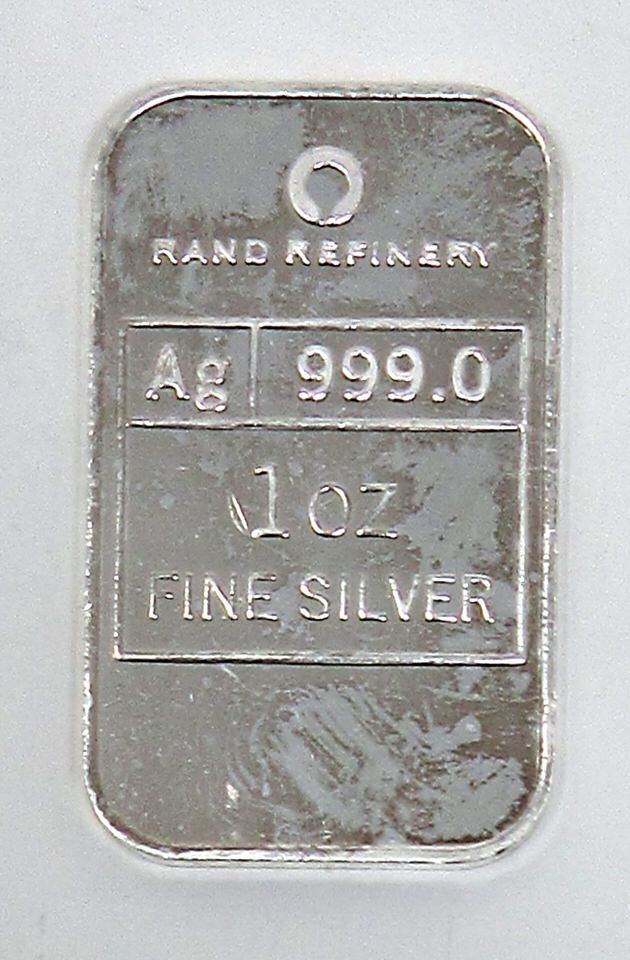 RAND REFINERY
Ag 999.0
1 OZ
FINE SILVER